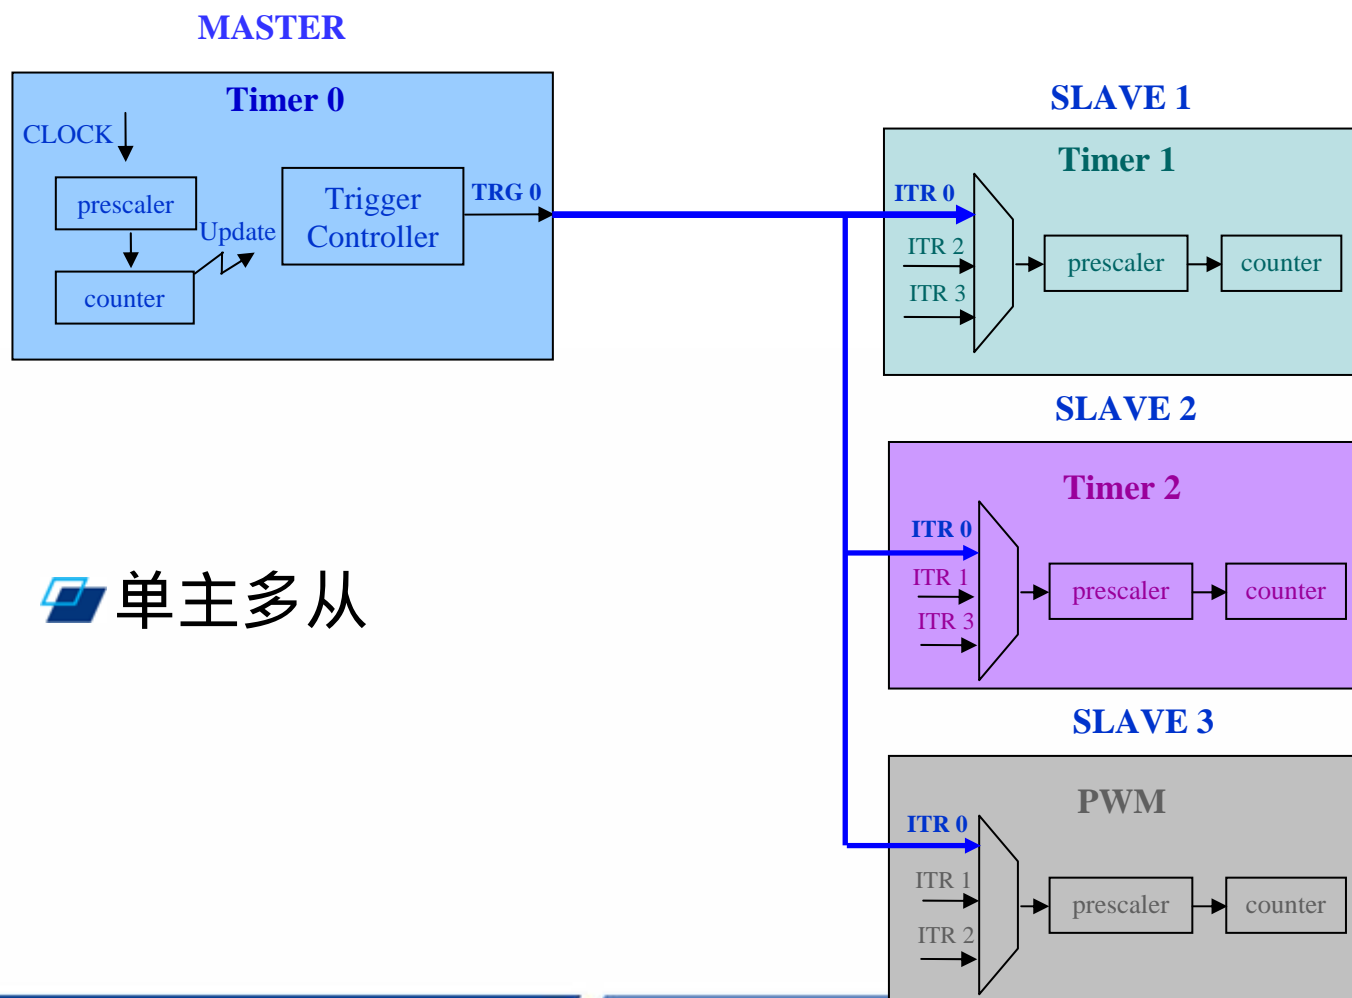 MASTER
Timer 0
CLOCK
prescaler
Update
counter
Trigger
Controller
TRG 0
SLAVE 1
Timer 1
ITR 0
ITR 2
ITR 3
prescaler
counter
SLAVE 2
Timer 2
ITR 0
ITR 1
ITR 3
prescaler
counter
单主多从
SLAVE 3
PWM
ITR 0
ITR 1
ITR 2
prescaler
counter